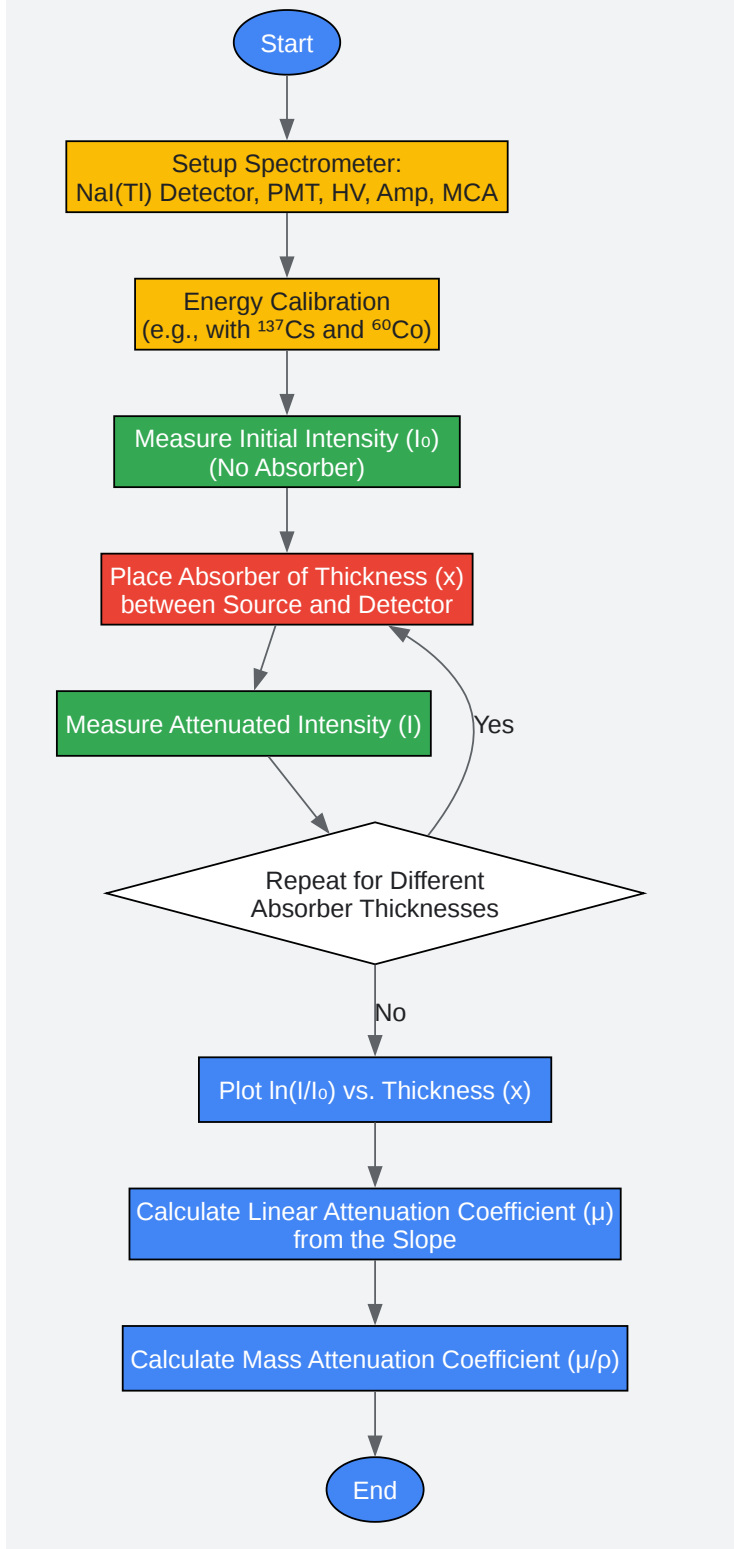 Start
Setup Spectrometer:
NaI(Tl) Detector, PMT, HV, Amp, MCA
Energy Calibration
(e.g., with ¹³⁷Cs and ⁶⁰Co)
Measure Initial Intensity (I₀)
(No Absorber)
Place Absorber of Thickness (x)
between Source and Detector
Measure Attenuated Intensity (I)
Yes
Repeat for Different
Absorber Thicknesses
No
Plot ln(I/I₀) vs. Thickness (x)
Calculate Linear Attenuation Coefficient (μ)
from the Slope
Calculate Mass Attenuation Coefficient (μ/ρ)
End